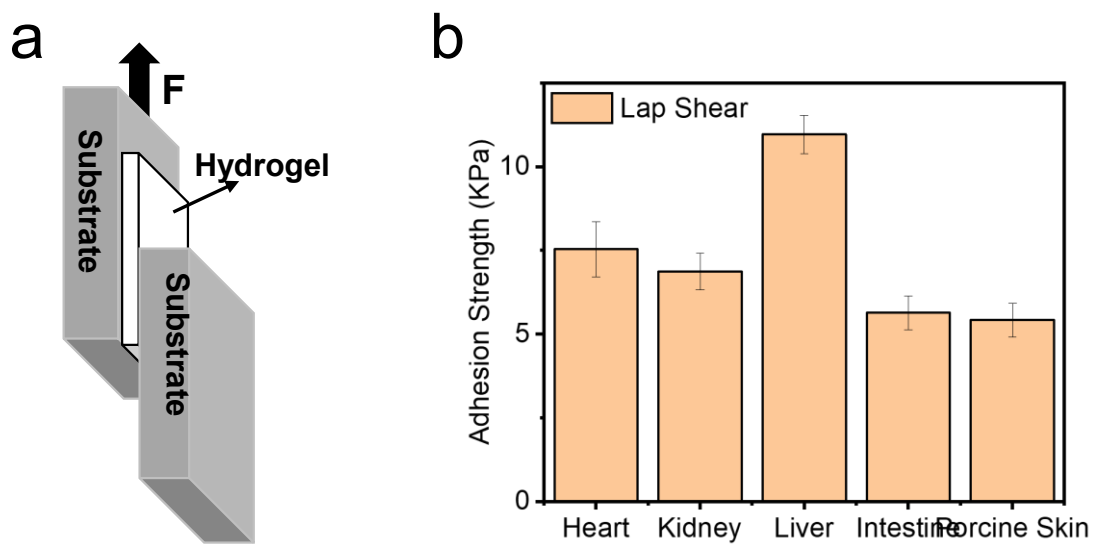 a
F
Hydrogel
Substrate
Substrate
b
Lap Shear
Adhesion Strength (KPa)
10
5
0
Heart Kidney Liver Intestine Porcine Skin